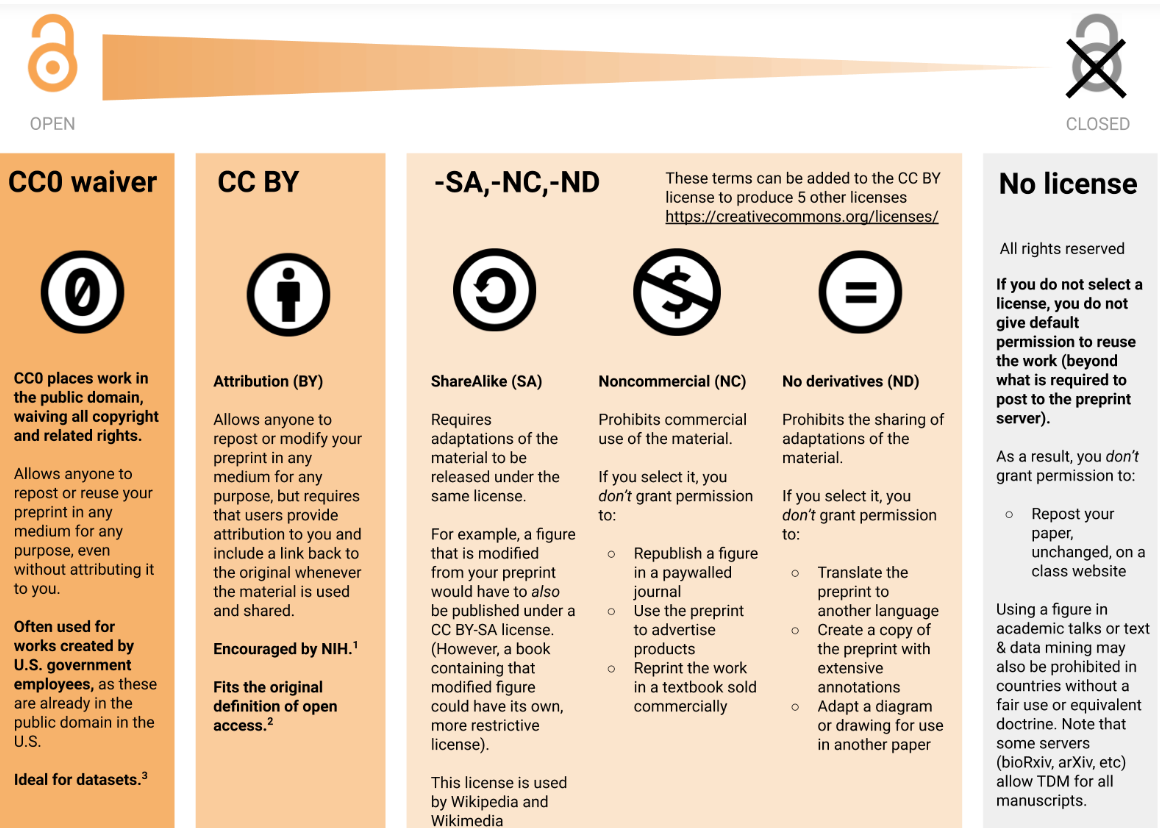 OPEN
CLOSED
CC0 waiver
CC0 places work in
the public domain,
waiving all copyright
and related rights.
Allows anyone to
repost or reuse your
preprint in any
medium for any
purpose, even
without attributing it
to you.
Often used for
works created by
U.S. government
employees, as these
are already in the
public domain in the
U.S.
Ideal for datasets.³
CC BY
Attribution (BY)
Allows anyone to
repost or modify your
preprint in any
medium for any
purpose, but requires
that users provide
attribution to you and
include a link back to
the original whenever
the material is used
and shared.
Encouraged by NIH.¹
Fits the original
definition of open
access.²
-SA,-NC,-ND
These terms can be added to the CC BY
license to produce 5 other licenses
https://creativecommons.org/licenses/
ShareAlike (SA)
Requires
adaptations of the
material to be
released under the
same license.
For example, a figure
that is modified
from your preprint
would have to also
be published under a
CC BY-SA license.
(However, a book
containing that
modified figure
could have its own,
more restrictive
license).
This license is used
by Wikipedia and
Wikimedia
Noncommercial (NC)
Prohibits commercial
use of the material.
If you select it, you
don't grant permission
to:
○ Republish a figure
in a paywalled
journal
○ Use the preprint
to advertise
products
○ Reprint the work
in a textbook sold
commercially
No derivatives (ND)
Prohibits the sharing of
adaptations of the
material.
If you select it, you
don't grant permission
to:
○ Translate the
preprint to
another language
○ Create a copy of
the preprint with
extensive
annotations
○ Adapt a diagram
or drawing for use
in another paper
No license
All rights reserved
If you do not select a
license, you do not
give default
permission to reuse
the work (beyond
what is required to
post to the preprint
server).
As a result, you don't
grant permission to:
○ Repost your
paper,
unchanged, on a
class website
Using a figure in
academic talks or text
& data mining may
also be prohibited in
countries without a
fair use or equivalent
doctrine. Note that
some servers
(bioRxiv, arXiv, etc)
allow TDM for all
manuscripts.